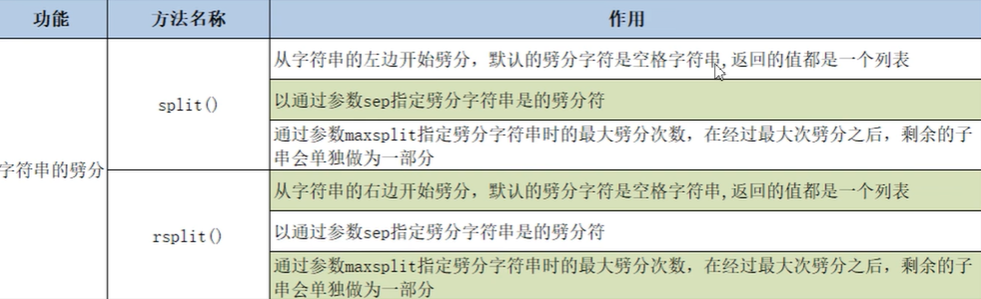 功能 方法名称 作用
字符串的劈分
split()
从字符串的左边开始劈分，默认的劈分字符是空格字符串,返回的值都是一个列表
以通过参数sep指定劈分字符串是的劈分符
通过参数maxsplit指定劈分字符串时的最大劈分次数，在经过最大次劈分之后，剩余的子
串会单独做为一部分
rsplit()
从字符串的右边开始劈分，默认的劈分字符是空格字符串,返回的值都是一个列表
以通过参数sep指定劈分字符串是的劈分符
通过参数maxsplit指定劈分字符串时的最大劈分次数，在经过最大次劈分之后，剩余的子
串会单独做为一部分